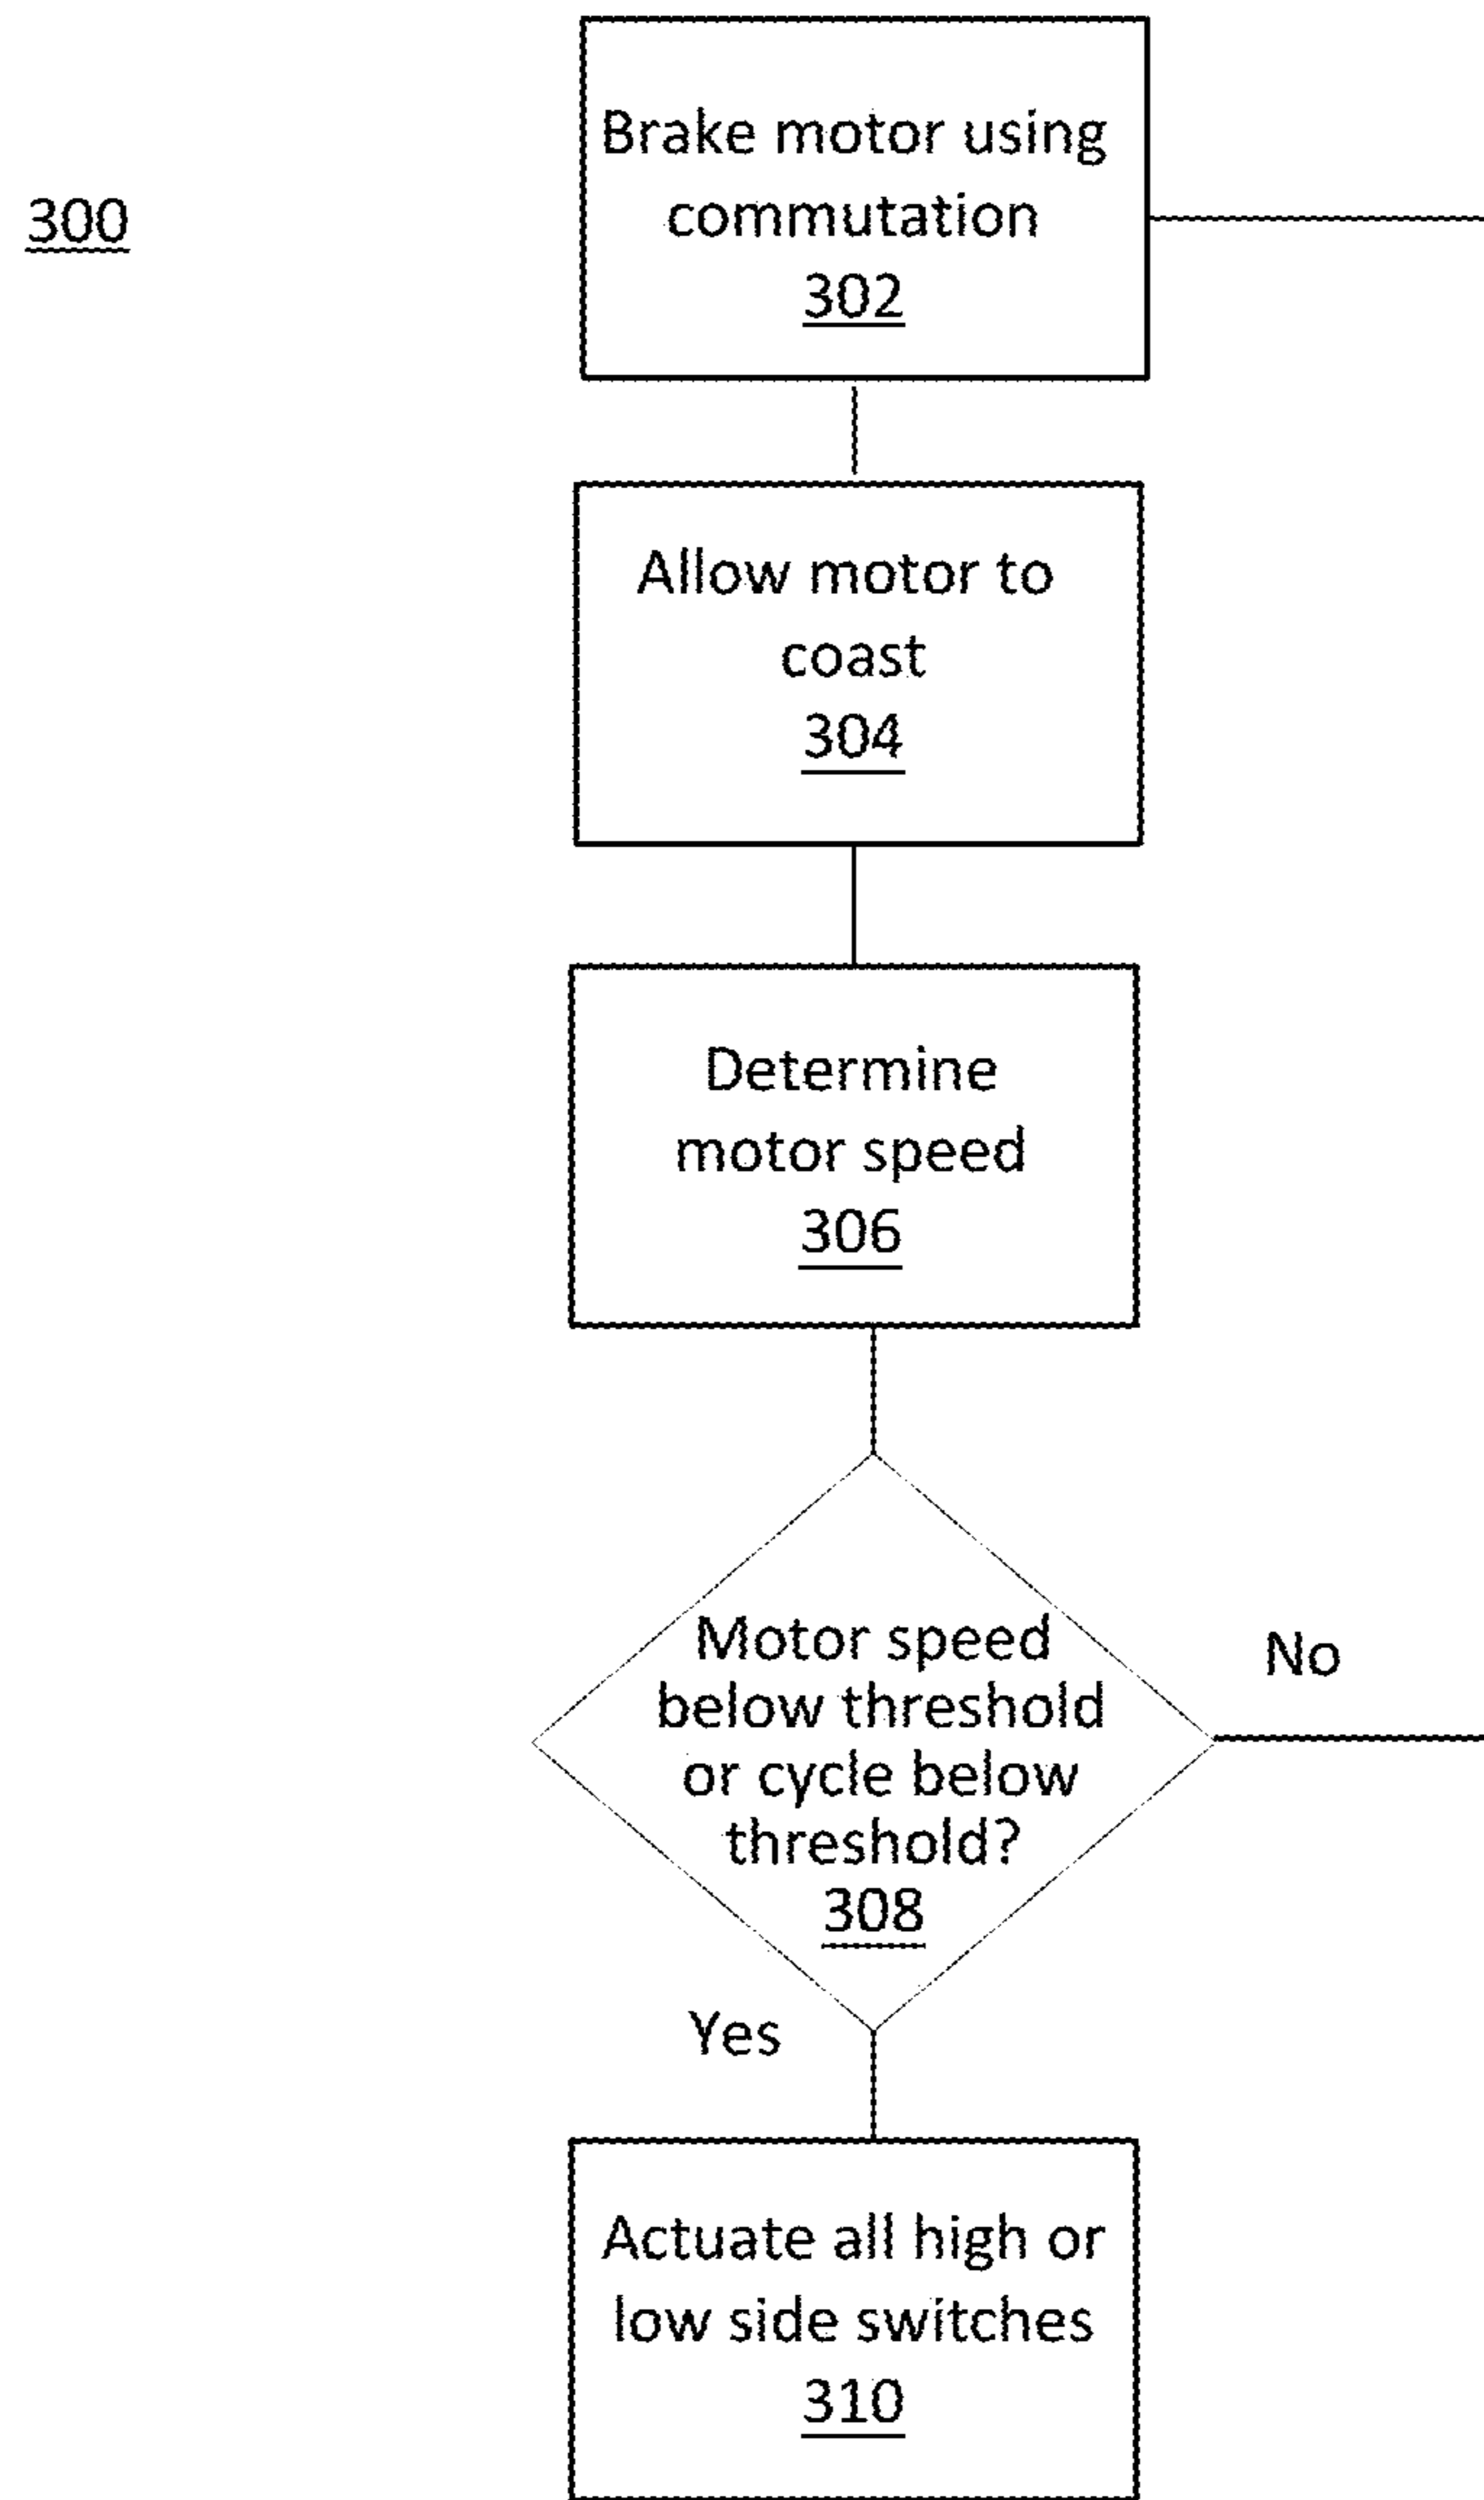 300
Brake motor using
commutation
302
Allow motor to
coast
304
Determine
motor speed
306
Motor speed
below threshold
or cycle below
threshold?
308
No
Yes
Actuate all high or
low side switches
310